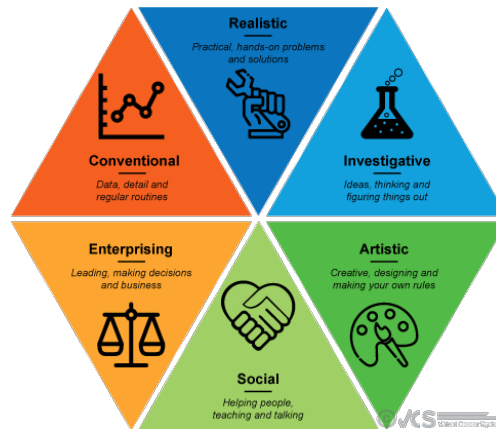 Realistic
Practical, hands-on problems
and solutions
Conventional
Data, detail and
regular routines
Investigative
Ideas, thinking and
figuring things out
Enterprising
Leading, making decisions
and business
Artistic
Creative, designing and
making your own rules
Social
Helping people,
teaching and talking